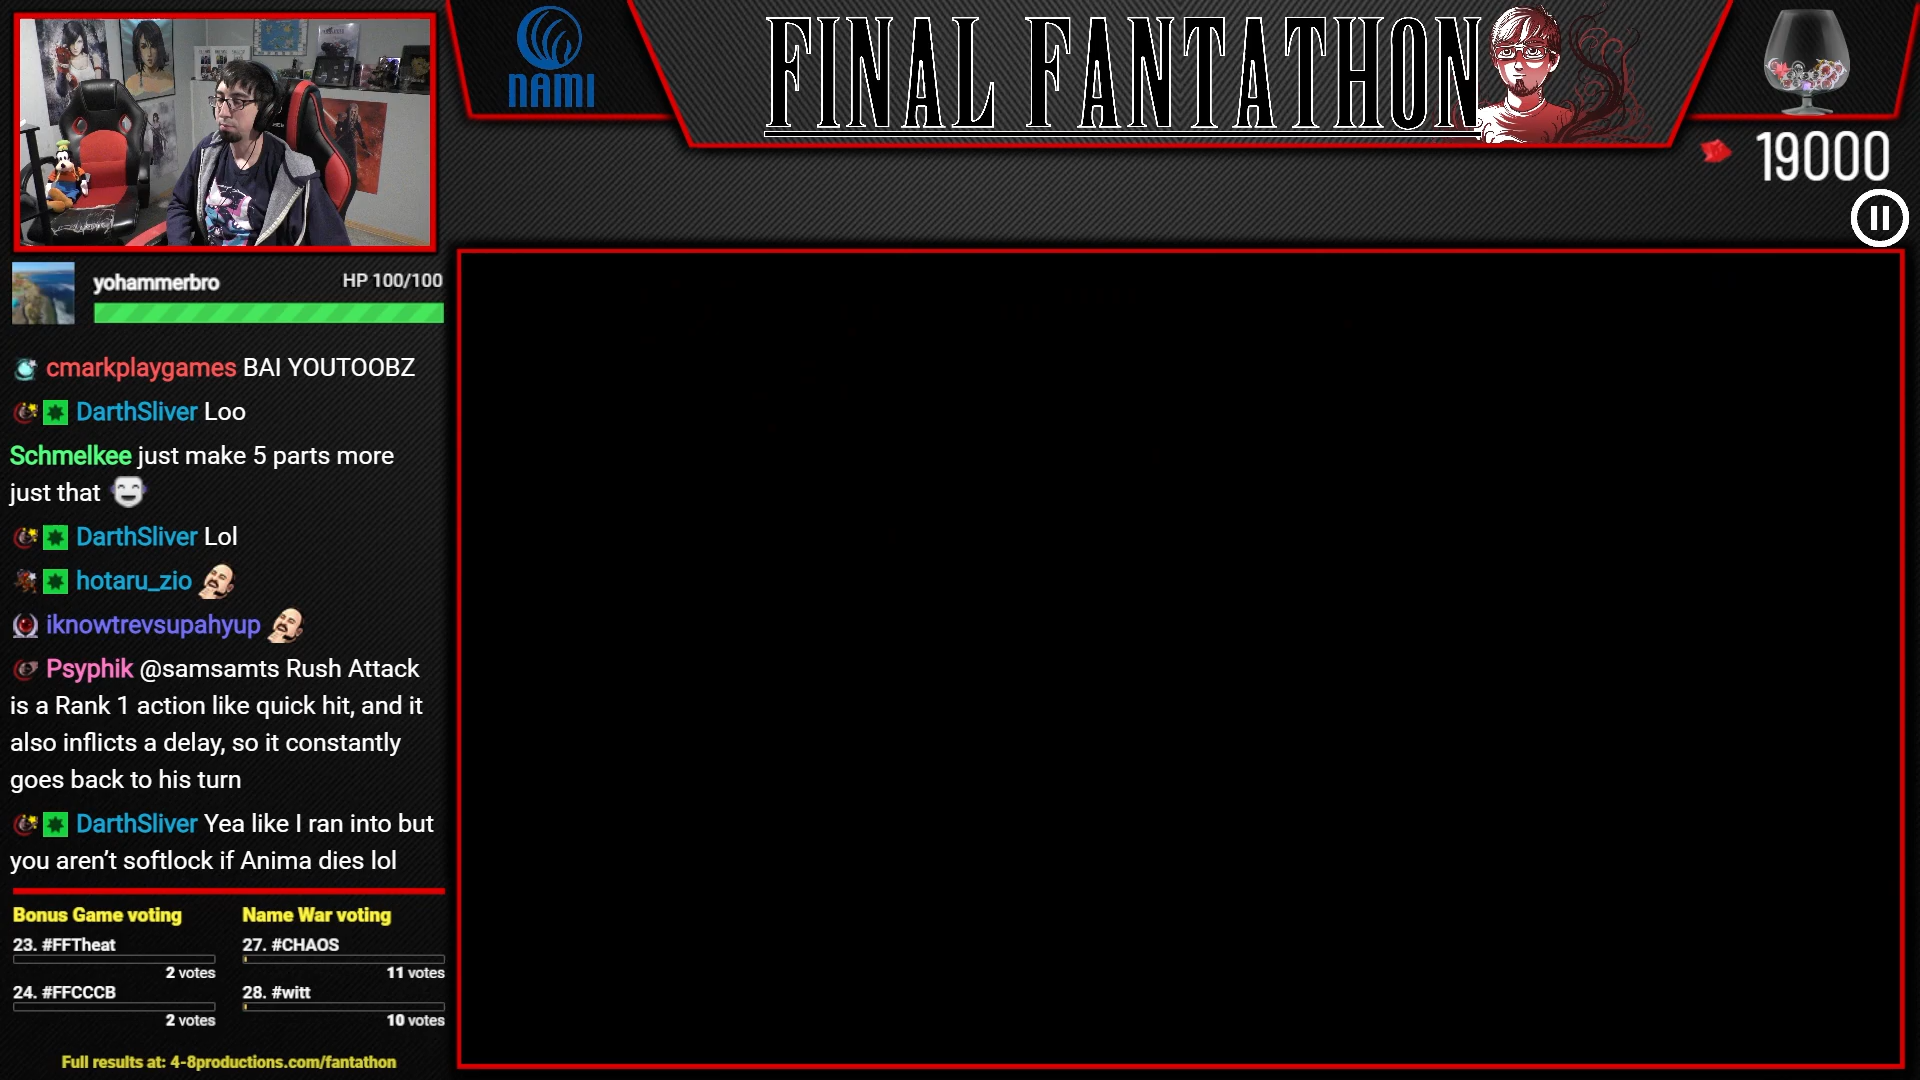 NAMI
FINAL FANTATHON
19000
yohammerbro
HP 100/100
cmarkplaygames BAI YOUTOOBZ
DarthSliver Loo
Schmelkee just make 5 parts more
just that
DarthSliver Lol
hotaru_zio
iknowtrevsupahyup
Psyphik @samsamts Rush Attack
is a Rank 1 action like quick hit, and it
also inflicts a delay, so it constantly
goes back to his turn
DarthSliver Yea like I ran into but
you aren't softlock if Anima dies lol
Bonus Game voting
23. #FFTheat
2 votes
24. #FFCCCB
2 votes
Name War voting
27. #CHAOS
11 votes
28. #witt
10 votes
Full results at: 4-8productions.com/fantathon